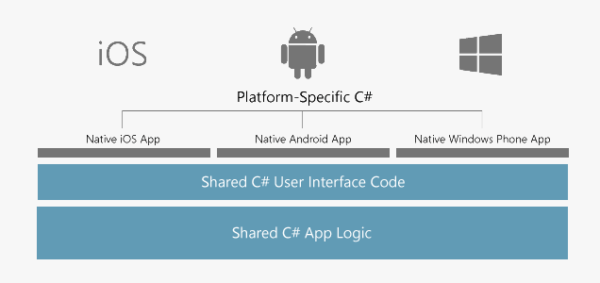 iOS
Platform-Specific C#
Native iOS App
Native Android App
Native Windows Phone App
Shared C# User Interface Code
Shared C# App Logic